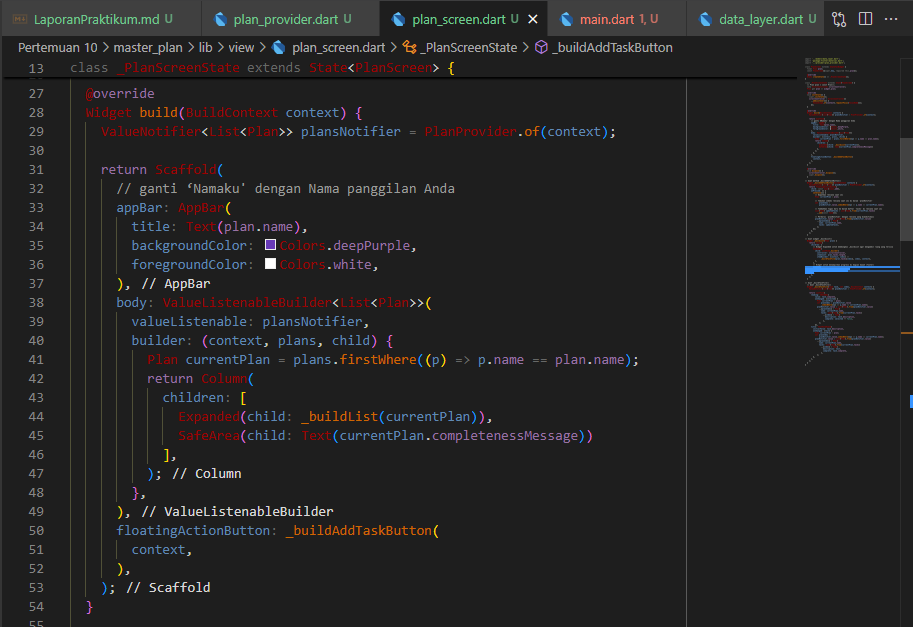 LaporanPraktikum.md U
plan_provider.dart U
plan_screen.dart U
main.dart 1, U
data_layer.dart U
Pertemuan 10 > master_plan > lib > view > plan_screen.dart > _PlanScreenState > _buildAddTaskButton
13 class _PlanScreenState extends State<PlanScreen> {
27 @override
28 Widget build(BuildContext context) {
29 ValueNotifier<List<Plan>> plansNotifier = PlanProvider.of(context);
30
31 return Scaffold(
32 // ganti ‘Namaku' dengan Nama panggilan Anda
33 appBar: AppBar(
34 title: Text(plan.name),
35 backgroundColor: Colors.deepPurple,
36 foregroundColor: Colors.white,
37 ), // AppBar
38 body: ValueListenableBuilder<List<Plan>>(
39 valueListenable: plansNotifier,
40 builder: (context, plans, child) {
41 Plan currentPlan = plans.firstWhere((p) => p.name == plan.name);
42 return Column(
43 children: [
44 Expanded(child: _buildList(currentPlan)),
45 SafeArea(child: Text(currentPlan.completenessMessage))
46 ],
47 ); // Column
48 },
49 ), // ValueListenableBuilder
50 floatingActionButton: _buildAddTaskButton(
51 context,
52 ),
53 ); // Scaffold
54 }
55